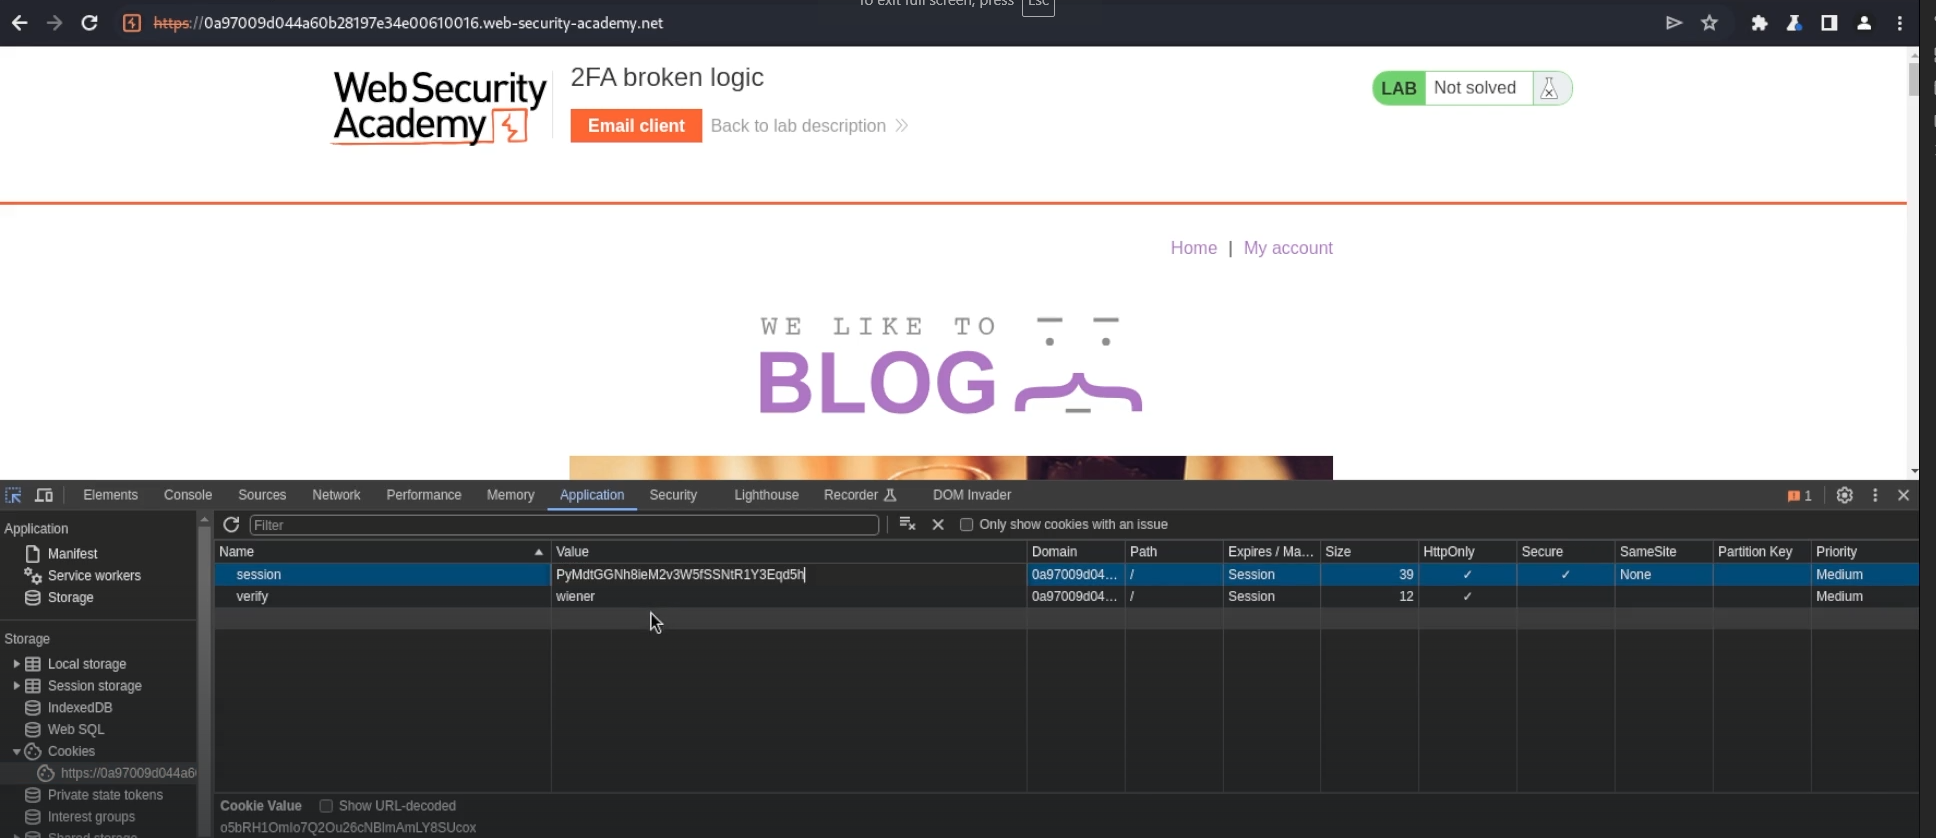 To exit full screen, press Esc
https://0a97009d044a60b28197e34e00610016.web-security-academy.net
Web Security
Academy
2FA broken logic
Email client Back to lab description
LAB Not solved
Home | My account
WE LIKE TO
BLOG
Elements Console Sources Network Performance Memory Application Security Lighthouse Recorder DOM Invader 1
Application
Manifest
Service workers
Storage
Storage
Local storage
Session storage
IndexedDB
Web SQL
Cookies
https://0a97009d044a6
Private state tokens
Interest groups
Shared storage
Filter Only show cookies with an issue
Name Value Domain Path Expires / Ma... Size HttpOnly Secure SameSite Partition Key Priority
session PyMdtGGNh8ieM2v3W5fSSNtR1Y3Eqd5h 0a97009d04... / Session 39 ✓ ✓ None Medium
verify wiener 0a97009d04... / Session 12 ✓ Medium
Cookie Value Show URL-decoded
o5bRH1OmIo7Q2Ou26cNBlmAmLY8SUcox